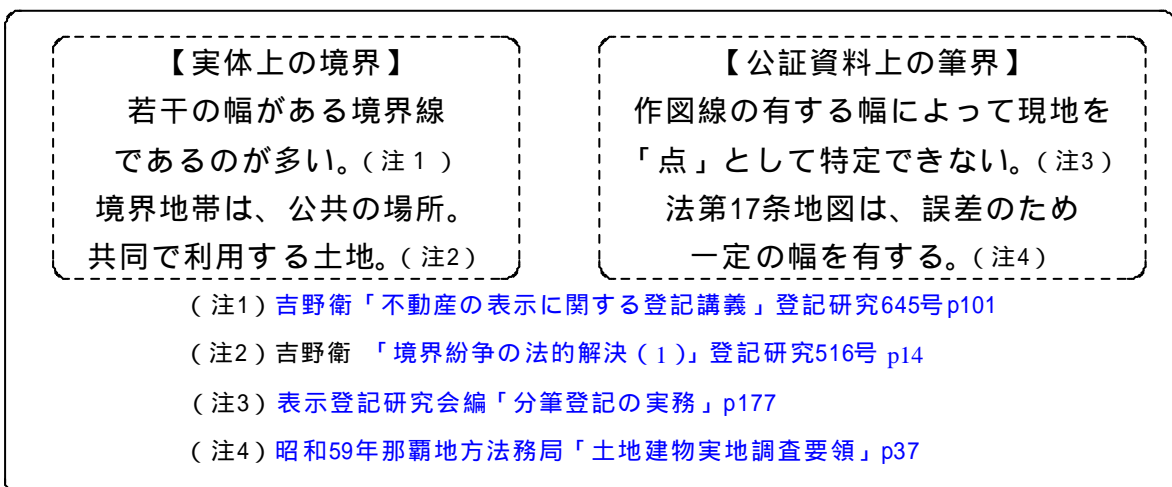 【実体上の境界】
若干の幅がある境界線
であるのが多い。(注1)
境界地帯は、公共の場所。
共同で利用する土地。(注2)
【公証資料上の筆界】
作図線の有する幅によって現地を
「点」として特定できない。(注3)
法第17条地図は、誤差のため
一定の幅を有する。(注4)
(注1)吉野衛「不動産の表示に関する登記講義」登記研究645号p101
(注2)吉野衛 「境界紛争の法的解決(1)」登記研究516号 p14
(注3)表示登記研究会編「分筆登記の実務」p177
(注4)昭和59年那覇地方法務局「土地建物実地調査要領」p37